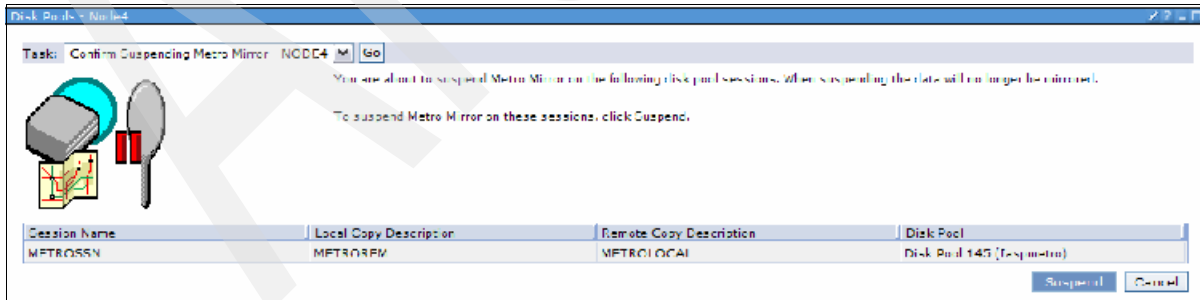 Disk Pools - Node4
Task: Confirm Suspending Metro Mirror - NODE4 Go
You are about to suspend Metro Mirror on the following disk pool sessions. When suspending the data will no longer be mirrored.
To suspend Metro Mirror on these sessions, click Suspend.
Session Name Local Copy Description Remote Copy Description Disk Pool
METROSSN METROREM METROLOCAL Disk Pool 145 (Iaspmetro)
Suspend Cancel